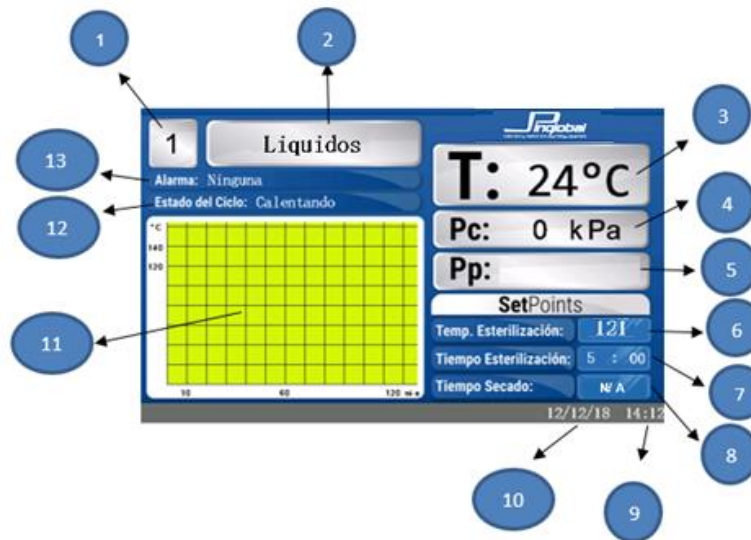 1
2
1
Liquidos
JPinglobal
3
13
Alarma: Ninguna
T: 24°C
12
Estado del Ciclo: Calentando
Pc: 0 kPa
4
°C
140
120
Pp:
5
SetPoints
11
Temp. Esterilización: 121
6
Tiempo Esterilización: 5 : 00
7
Tiempo Secado: N/A
8
10 60 120
12/12/18 14:12
10
9